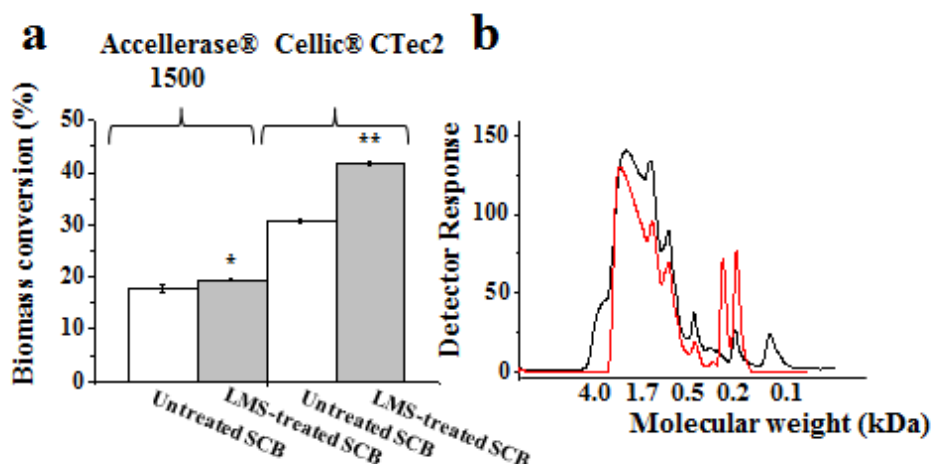 a
Accellerase® 1500
Cellic® CTec2
Biomass conversion (%)
50
40
30
20
10
0
*
**
Untreated SCB
LMS-treated SCB
Untreated SCB
LMS-treated SCB
b
Detector Response
150
100
50
0
4.0 1.7 0.5 0.2 0.1
Molecular weight (kDa)